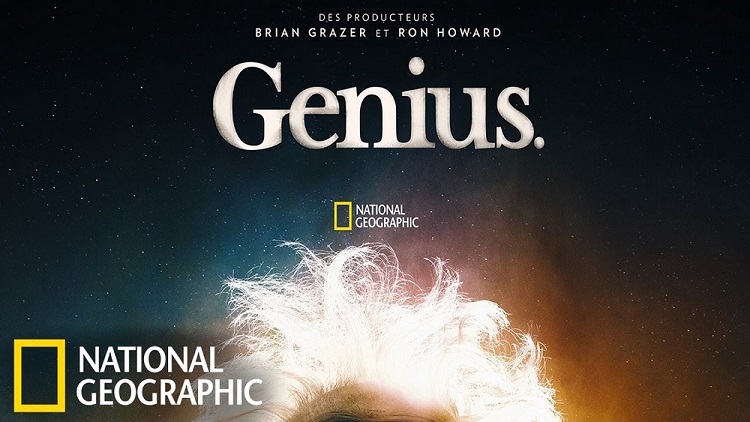 DES PRODUCTEURS
BRIAN GRAZER ET RON HOWARD
Genius.
NATIONAL
GEOGRAPHIC
NATIONAL
GEOGRAPHIC